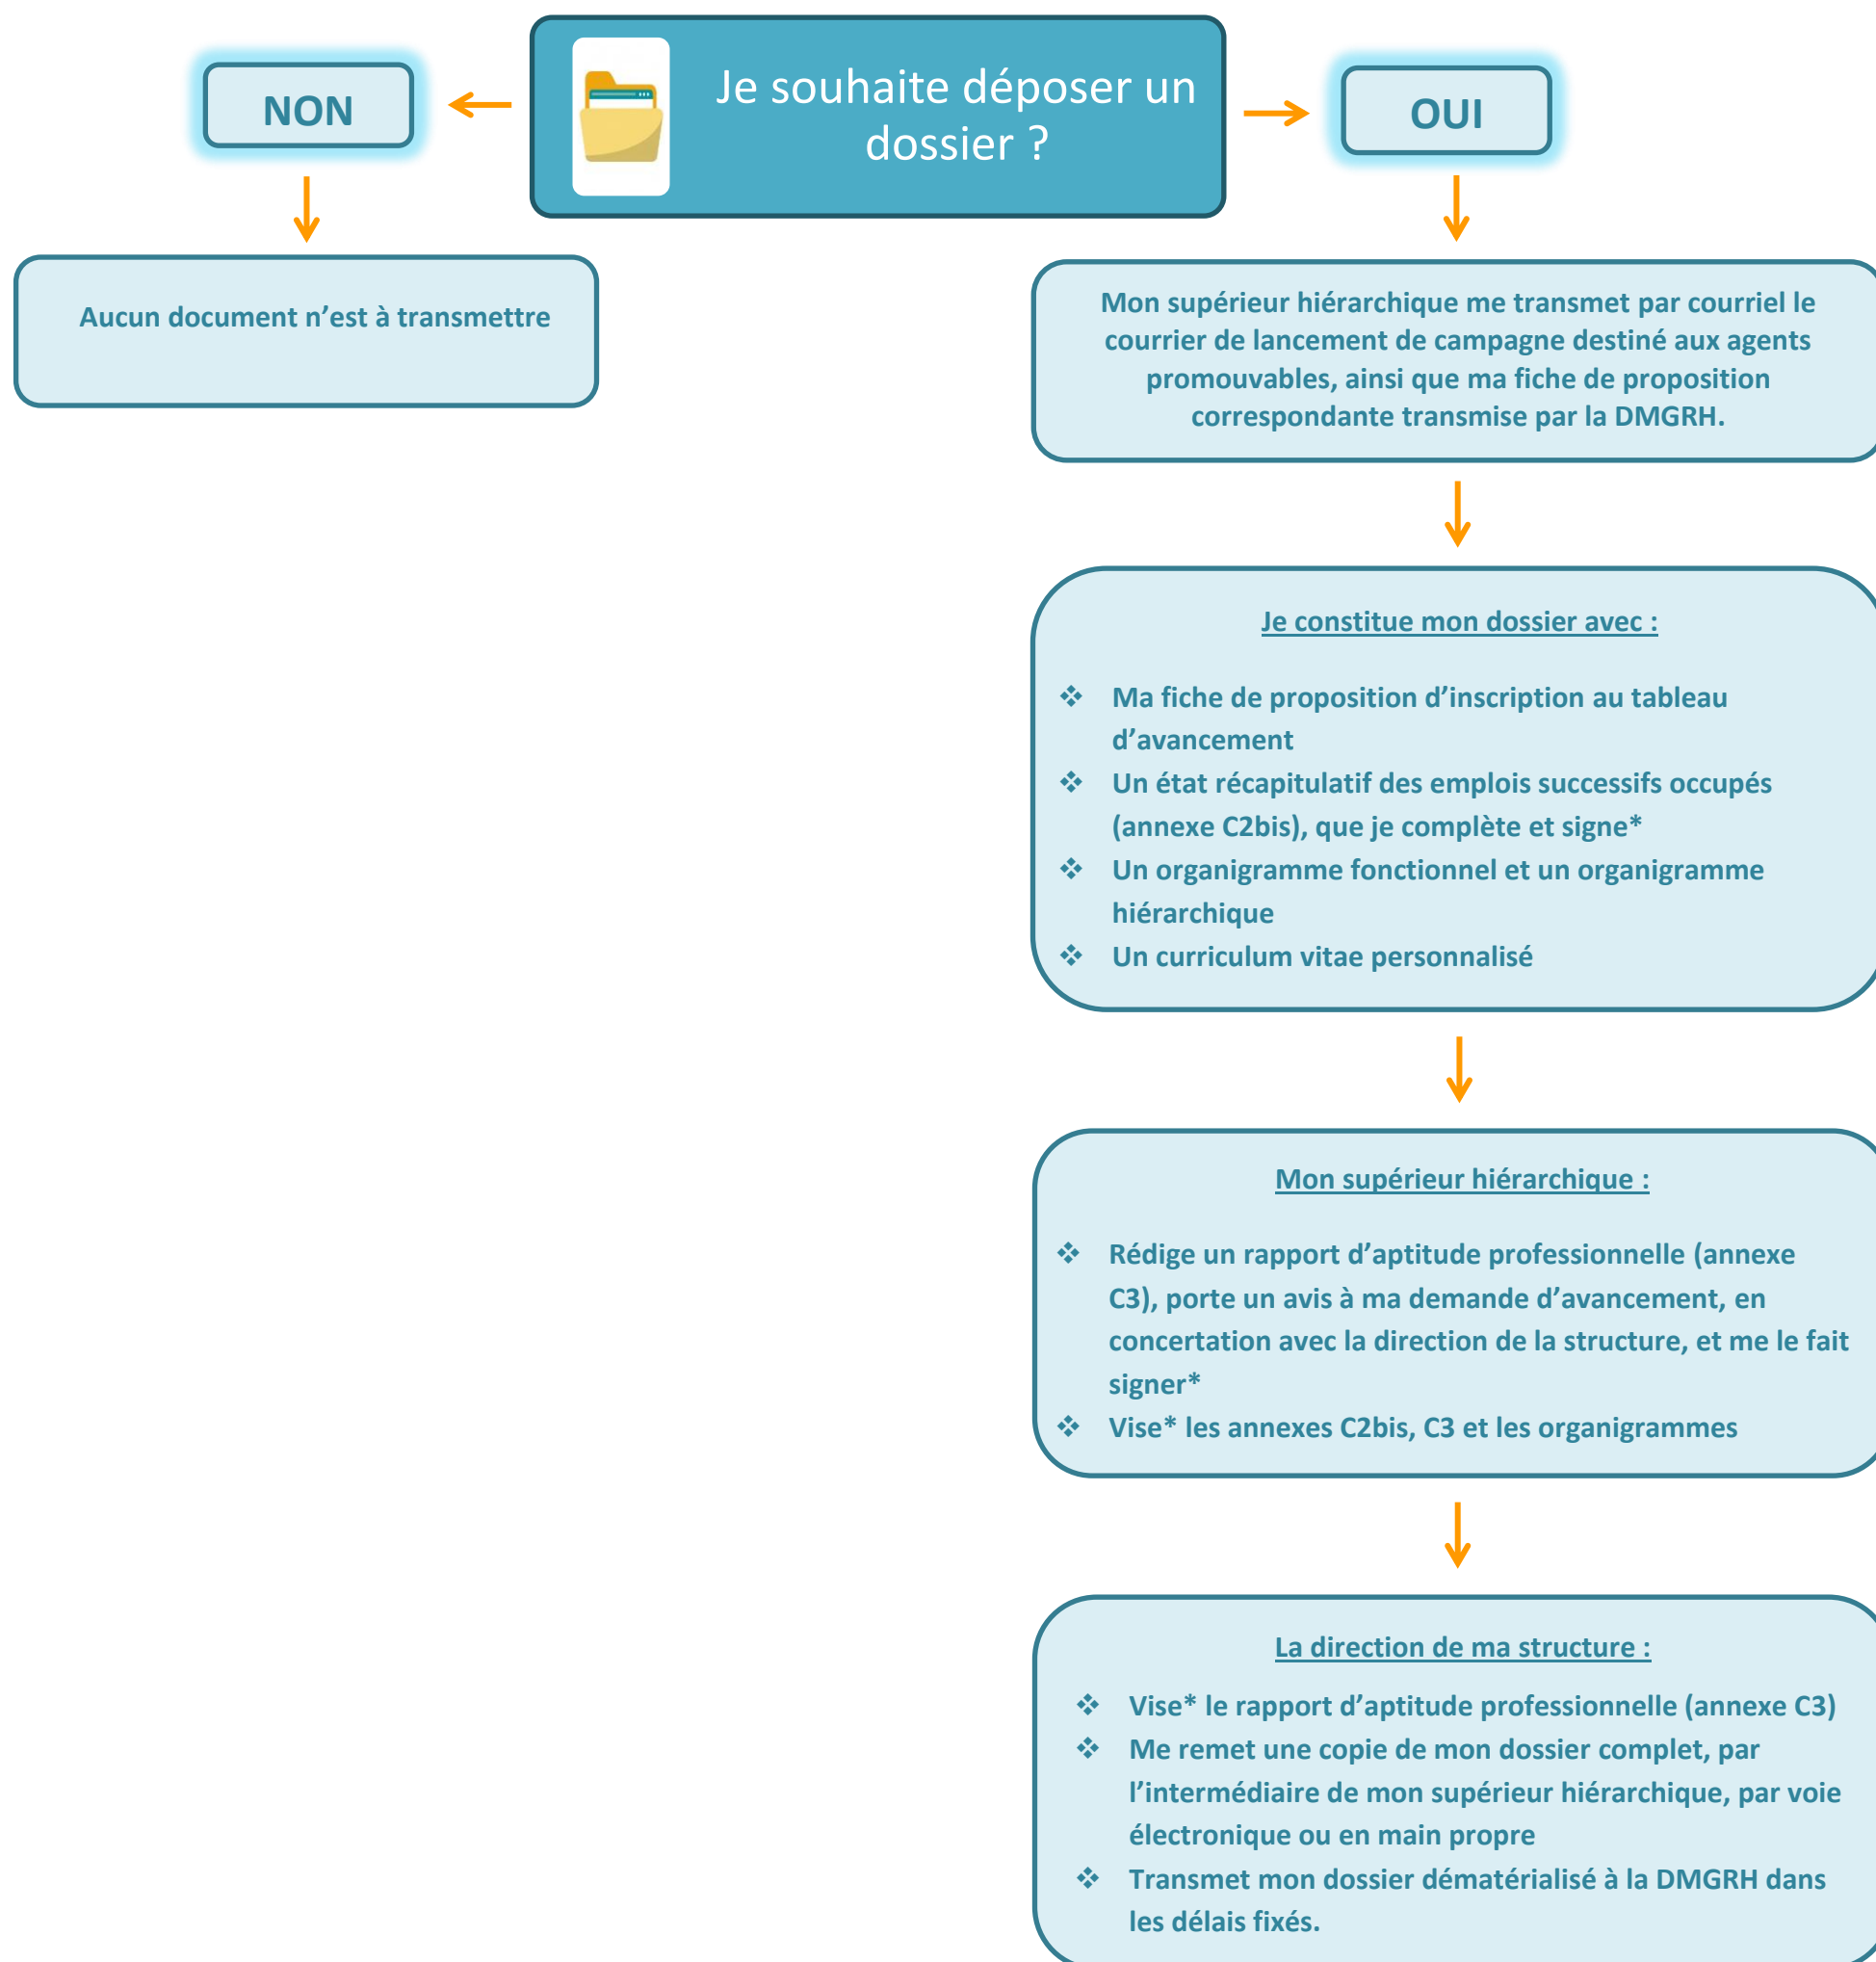 Je souhaite déposer un
dossier ?
NON
OUI
Aucun document n’est à transmettre
Mon supérieur hiérarchique me transmet par courriel le
courrier de lancement de campagne destiné aux agents
promouvables, ainsi que ma fiche de proposition
correspondante transmise par la DMGRH.
Je constitue mon dossier avec :
❖ Ma fiche de proposition d’inscription au tableau
d’avancement
❖ Un état récapitulatif des emplois successifs occupés
(annexe C2bis), que je complète et signe*
❖ Un organigramme fonctionnel et un organigramme
hiérarchique
❖ Un curriculum vitae personnalisé
Mon supérieur hiérarchique :
❖ Rédige un rapport d’aptitude professionnelle (annexe
C3), porte un avis à ma demande d’avancement, en
concertation avec la direction de la structure, et me le fait
signer*
❖ Vise* les annexes C2bis, C3 et les organigrammes
La direction de ma structure :
❖ Vise* le rapport d’aptitude professionnelle (annexe C3)
❖ Me remet une copie de mon dossier complet, par
l’intermédiaire de mon supérieur hiérarchique, par voie
électronique ou en main propre
❖ Transmet mon dossier dématérialisé à la DMGRH dans
les délais fixés.